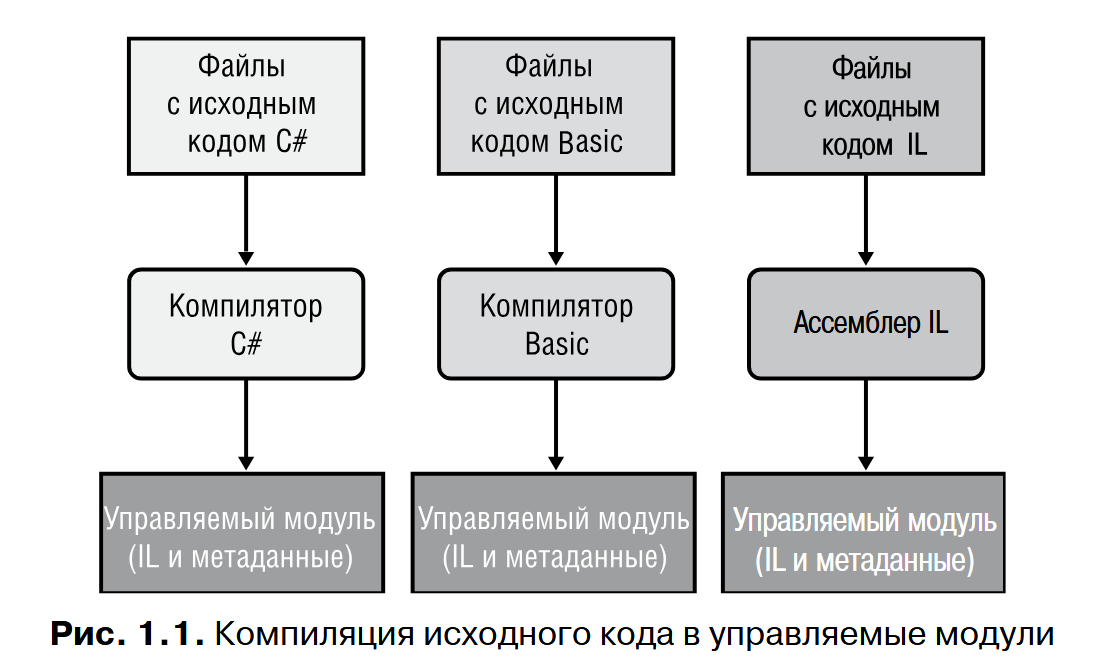 Файлы
с исходным
кодом C#
Файлы
с исходным
кодом Basic
Файлы
с исходным
кодом IL
Компилятор
C#
Компилятор
Basic
Ассемблер IL
Управляемый модуль
(IL и метаданные)
Управляемый модуль
(IL и метаданные)
Управляемый модуль
(IL и метаданные)
Рис. 1.1. Компиляция исходного кода в управляемые модули